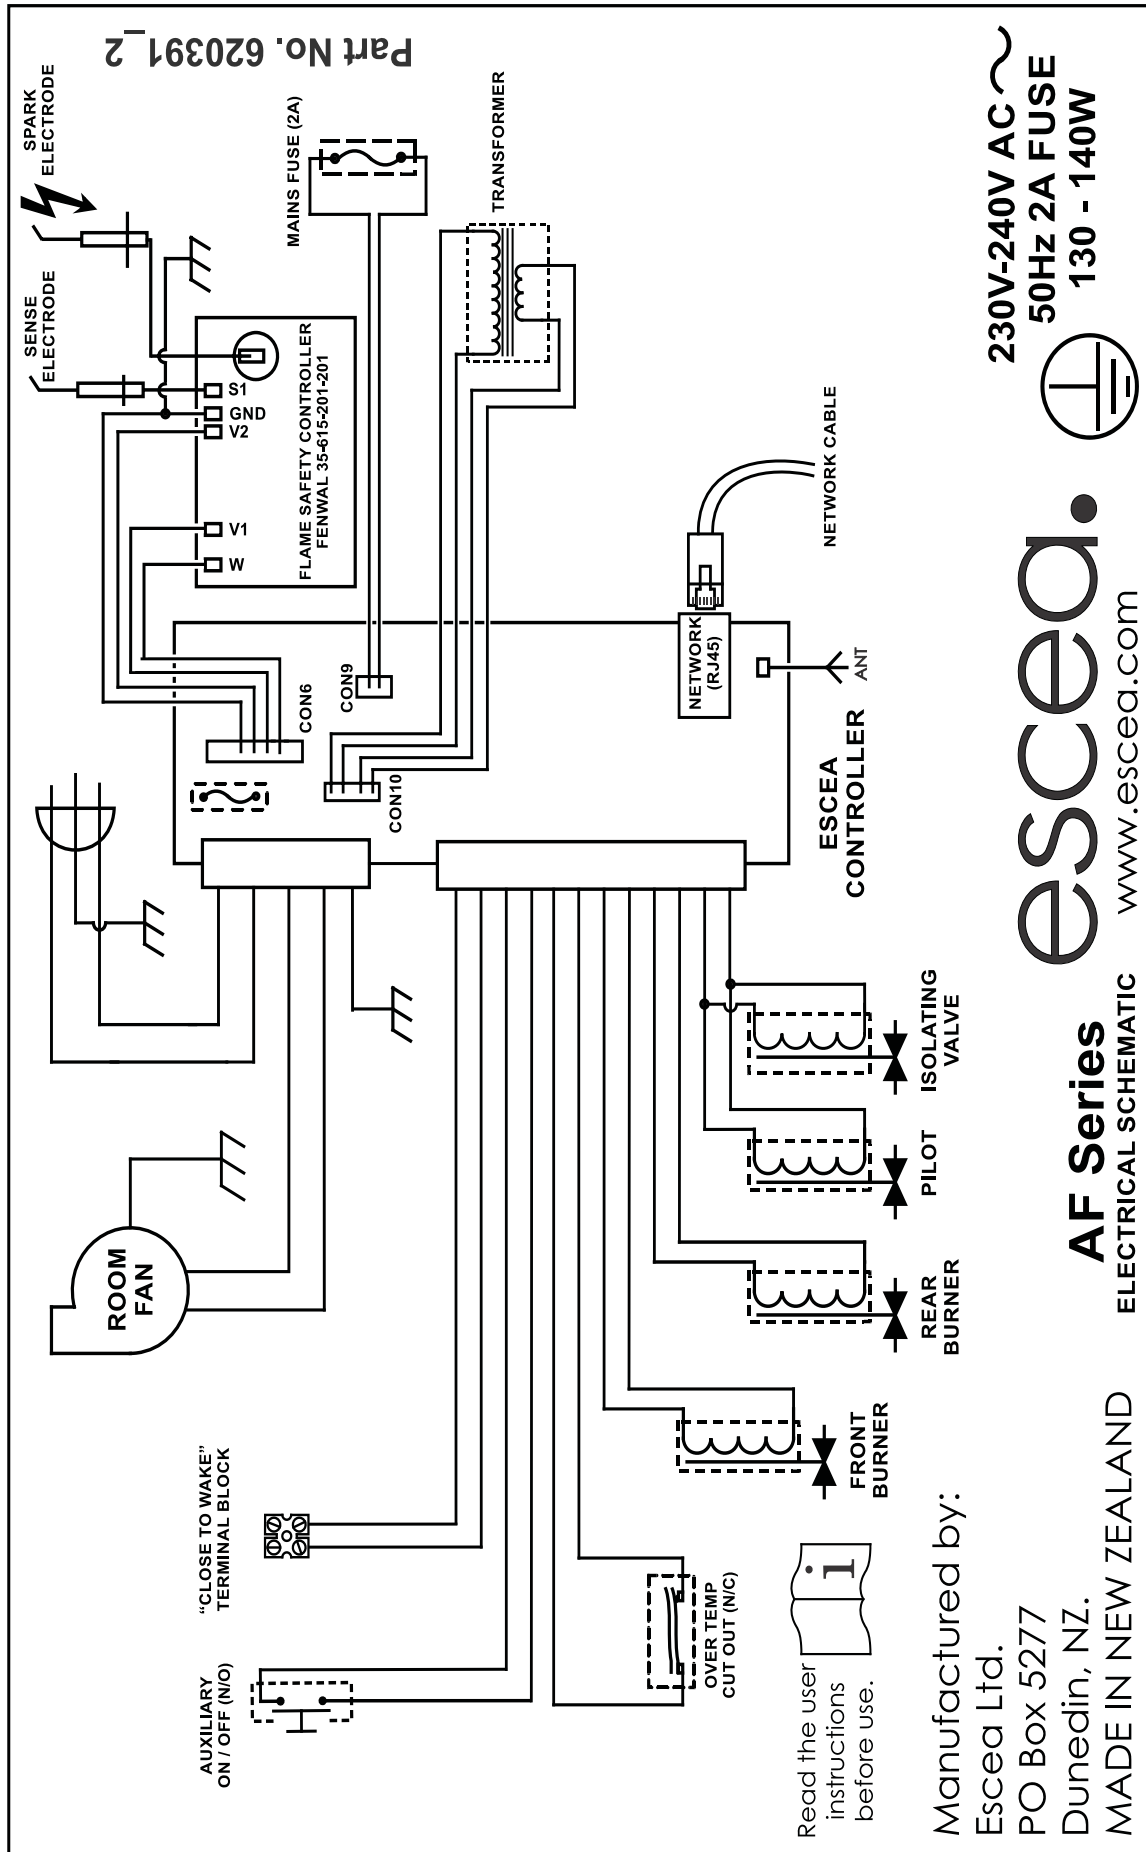 Part No. 620391_2
SPARK
ELECTRODE
SENSE
ELECTRODE
MAINS FUSE (2A)
TRANSFORMER
S1
GND
V2
V1
W
FLAME SAFETY CONTROLLER
FENWAL 35-615-201-201
NETWORK CABLE
NETWORK
(RJ45)
ANT
CON6
CON9
CON10
ESCEA
CONTROLLER
ROOM
FAN
"CLOSE TO WAKE"
TERMINAL BLOCK
AUXILIARY
ON / OFF (N/O)
OVER TEMP
CUT OUT (N/C)
FRONT
BURNER
REAR
BURNER
PILOT
ISOLATING
VALVE
i
Read the user
instructions
before use.
Manufactured by:
Escea Ltd.
PO Box 5277
Dunedin, NZ.
MADE IN NEW ZEALAND
AF Series
ELECTRICAL SCHEMATIC
escea.
www.escea.com
230V-240V AC
50Hz 2A FUSE
130 - 140W